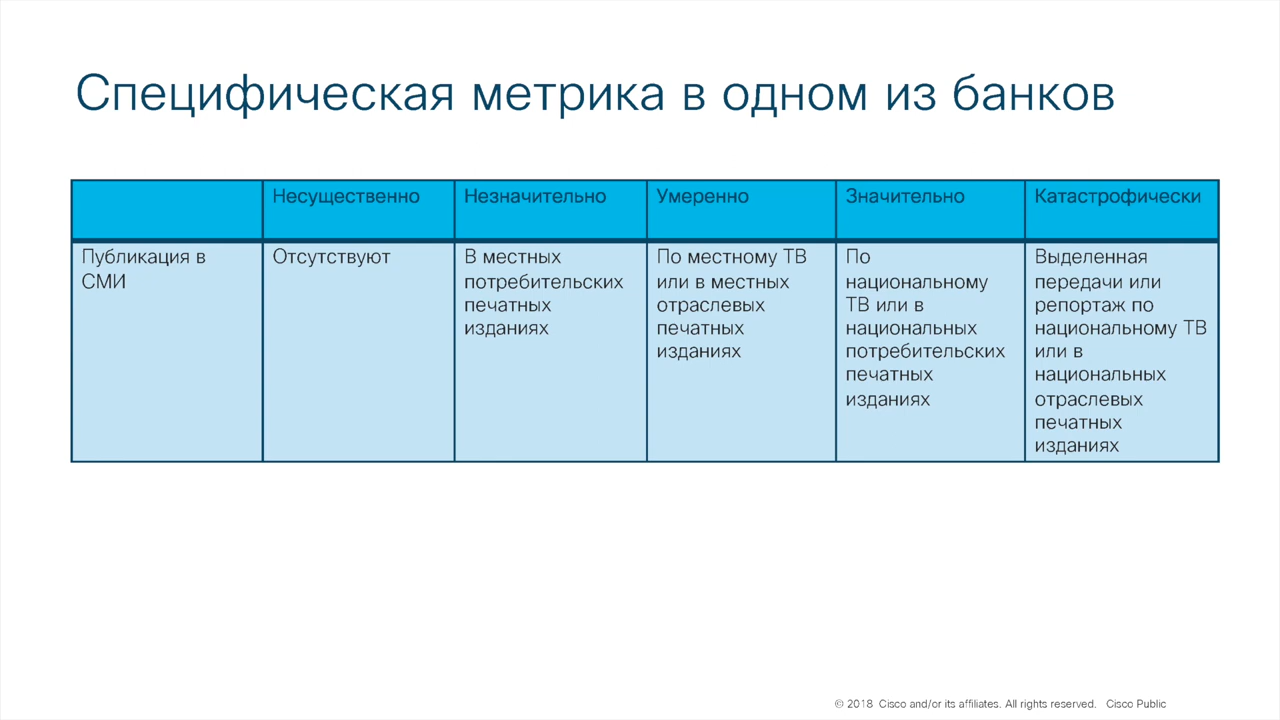 Специфическая метрика в одном из банков
Несущественно
Незначительно
Умеренно
Значительно
Катастрофически
Публикация в
СМИ
Отсутствуют
В местных
потребительских
печатных
изданиях
По местному ТВ
или в местных
отраслевых
печатных
изданиях
По
национальному
ТВ или в
национальных
потребительских
печатных
изданиях
Выделенная
передачи или
репортаж по
национальному ТВ
или в
национальных
отраслевых
печатных
изданиях
© 2018 Cisco and/or its affiliates. All rights reserved. Cisco Public